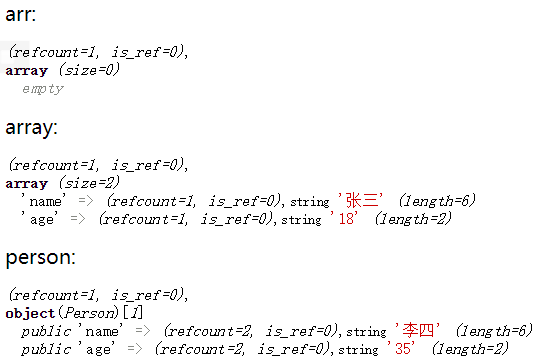 arr:
(refcount=1, is_ref=0),
array (size=0)
empty
array:
(refcount=1, is_ref=0),
array (size=2)
'name' => (refcount=1, is_ref=0),string '张三' (length=6)
'age' => (refcount=1, is_ref=0),string '18' (length=2)
person:
(refcount=1, is_ref=0),
object(Person)[1]
public 'name' => (refcount=2, is_ref=0),string '李四' (length=6)
public 'age' => (refcount=2, is_ref=0),string '35' (length=2)